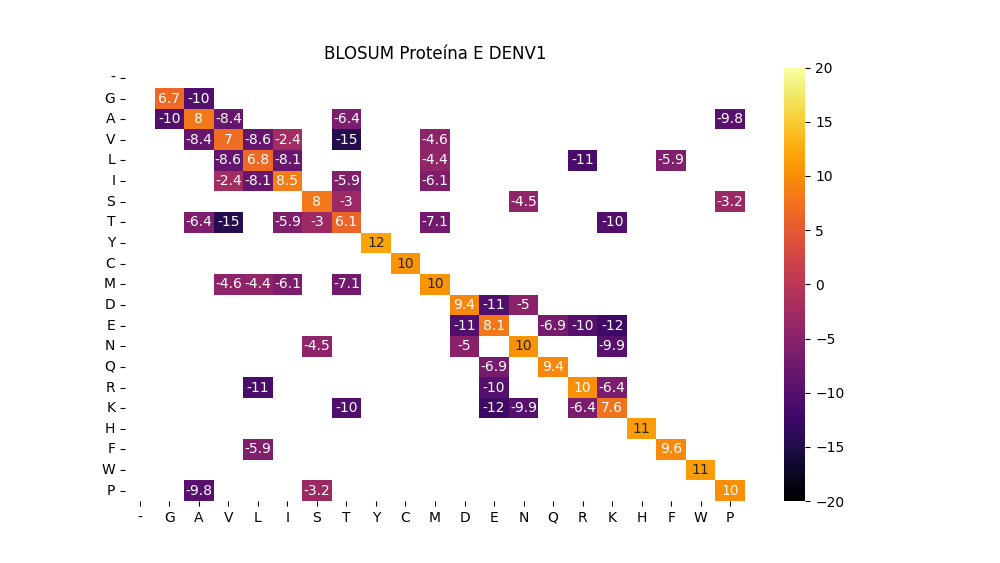 BLOSUM Proteína E DENV1
-
G 6.7 -10
A -10 8 -8.4 -6.4 -9.8
V -8.4 7 -8.6 -2.4 -15 -4.6
L -8.6 6.8 -8.1 -4.4 -11 -5.9
I -2.4 -8.1 8.5 -5.9 -6.1
S 8 -3 -4.5 -3.2
T -6.4 -15 -5.9 -3 6.1 -7.1 -10
Y 12
C 10
M -4.6 -4.4 -6.1 -7.1 10
D 9.4 -11 -5
E -11 8.1 -6.9 -10 -12
N -4.5 -5 10 -9.9
Q -6.9 9.4
R -11 -10 10 -6.4
K -10 -12 -9.9 -6.4 7.6
H 11
F -5.9 9.6
W 11
P -9.8 -3.2 10
- G A V L I S T Y C M D E N Q R K H F W P
20
15
10
5
0
−5
−10
−15
−20